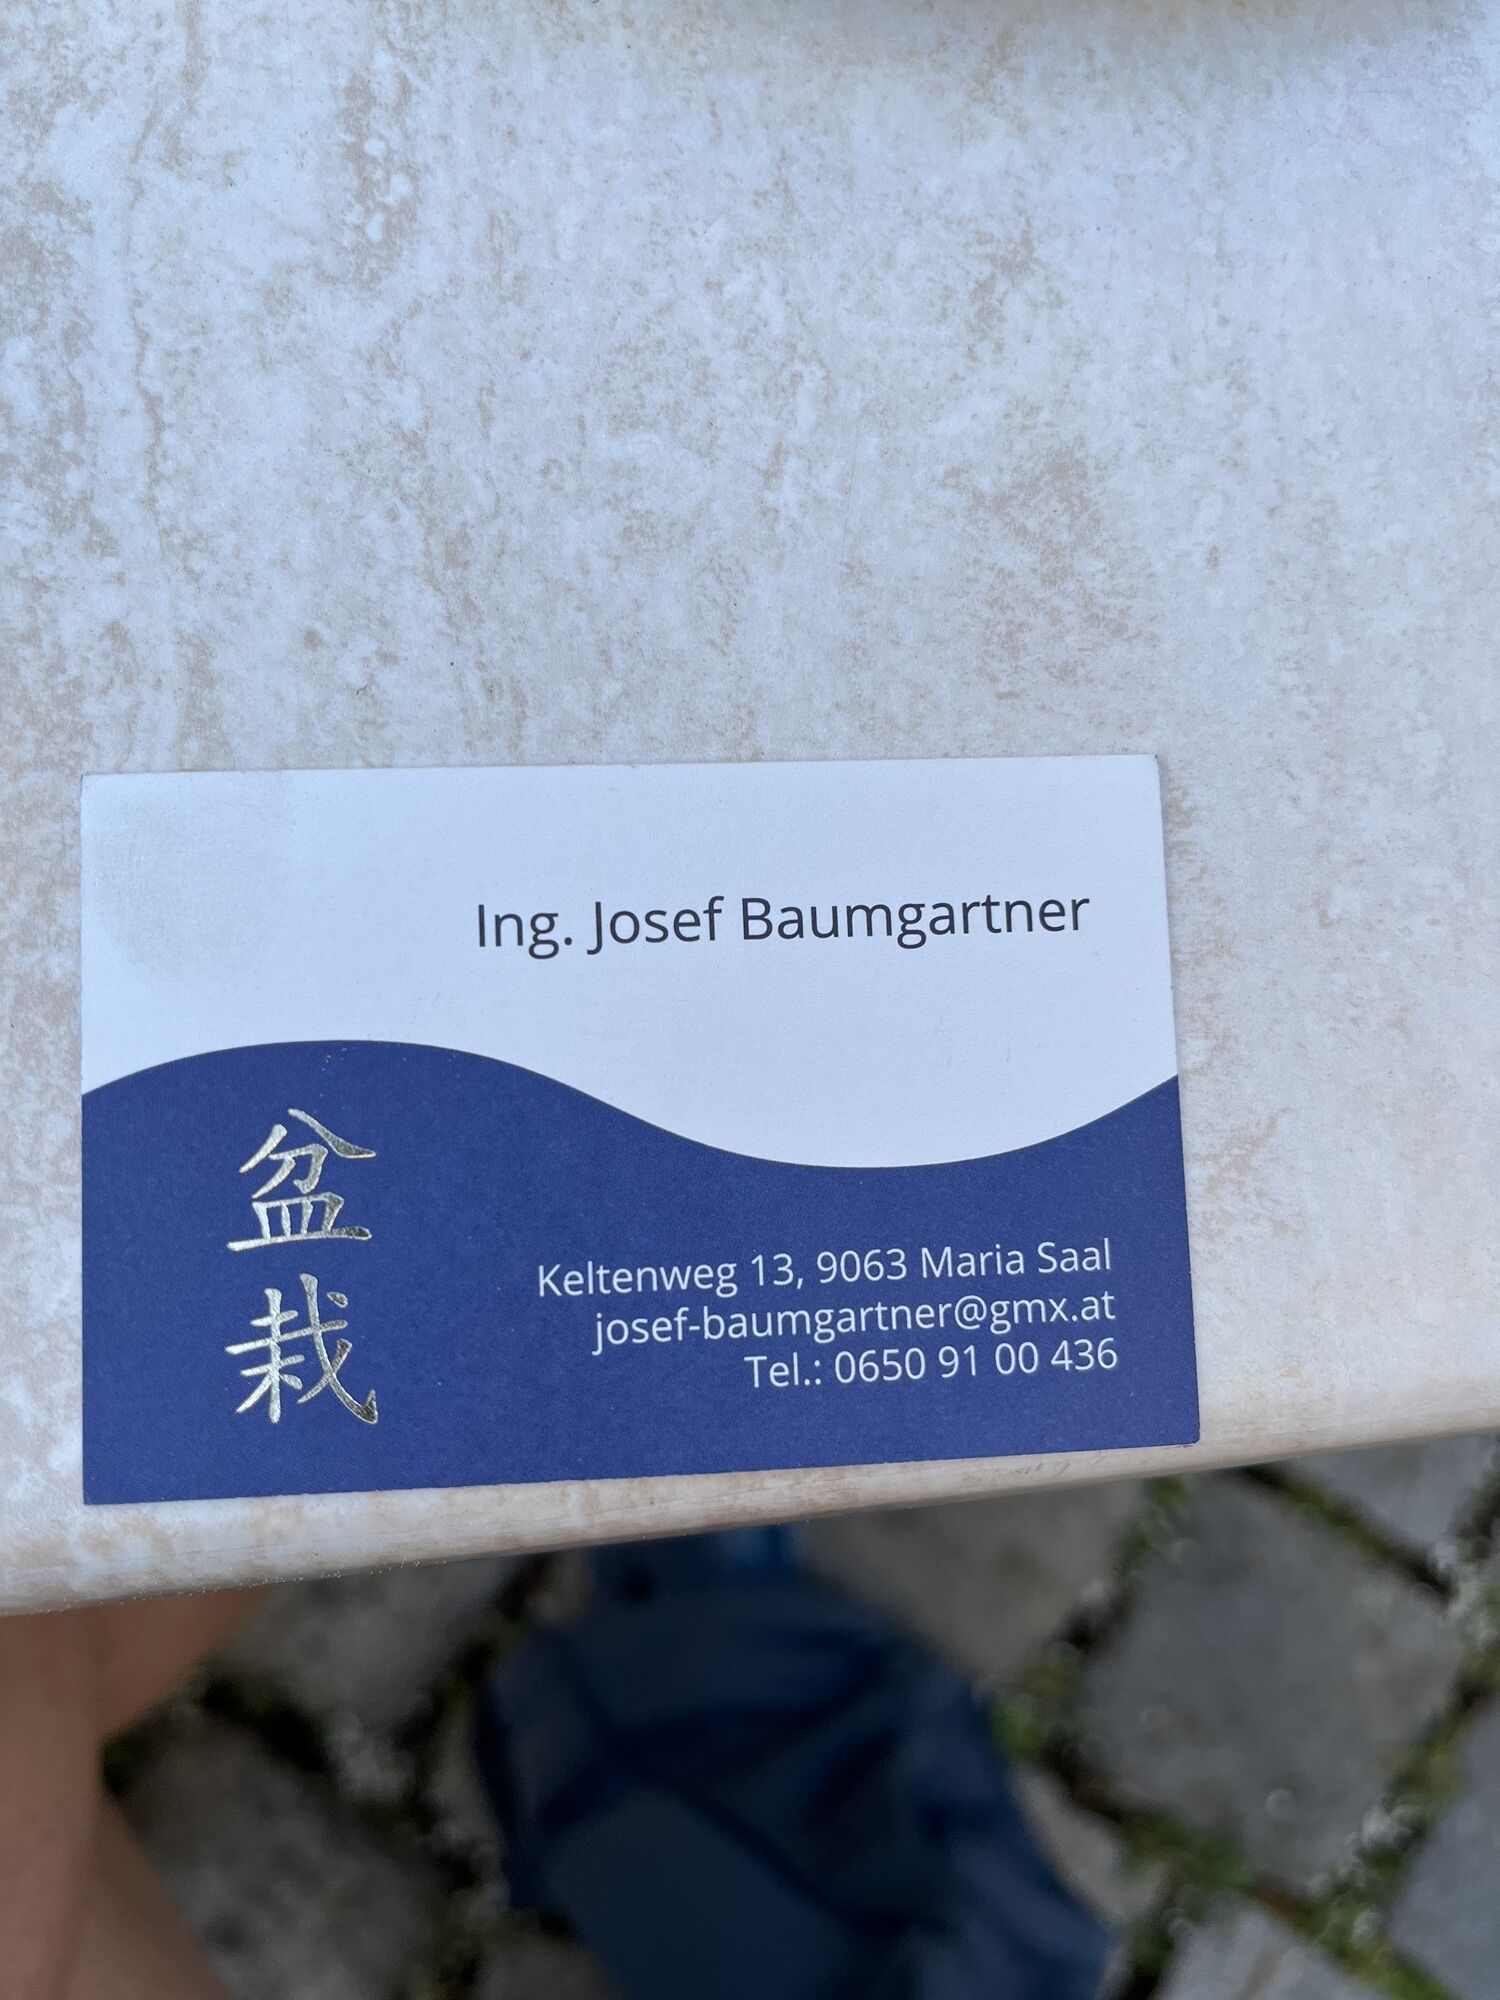 Ing. Josef Baumgartner
盆
栽
Keltenweg 13, 9063 Maria Saal
josef-baumgartner@gmx.at
Tel.: 0650 91 00 436